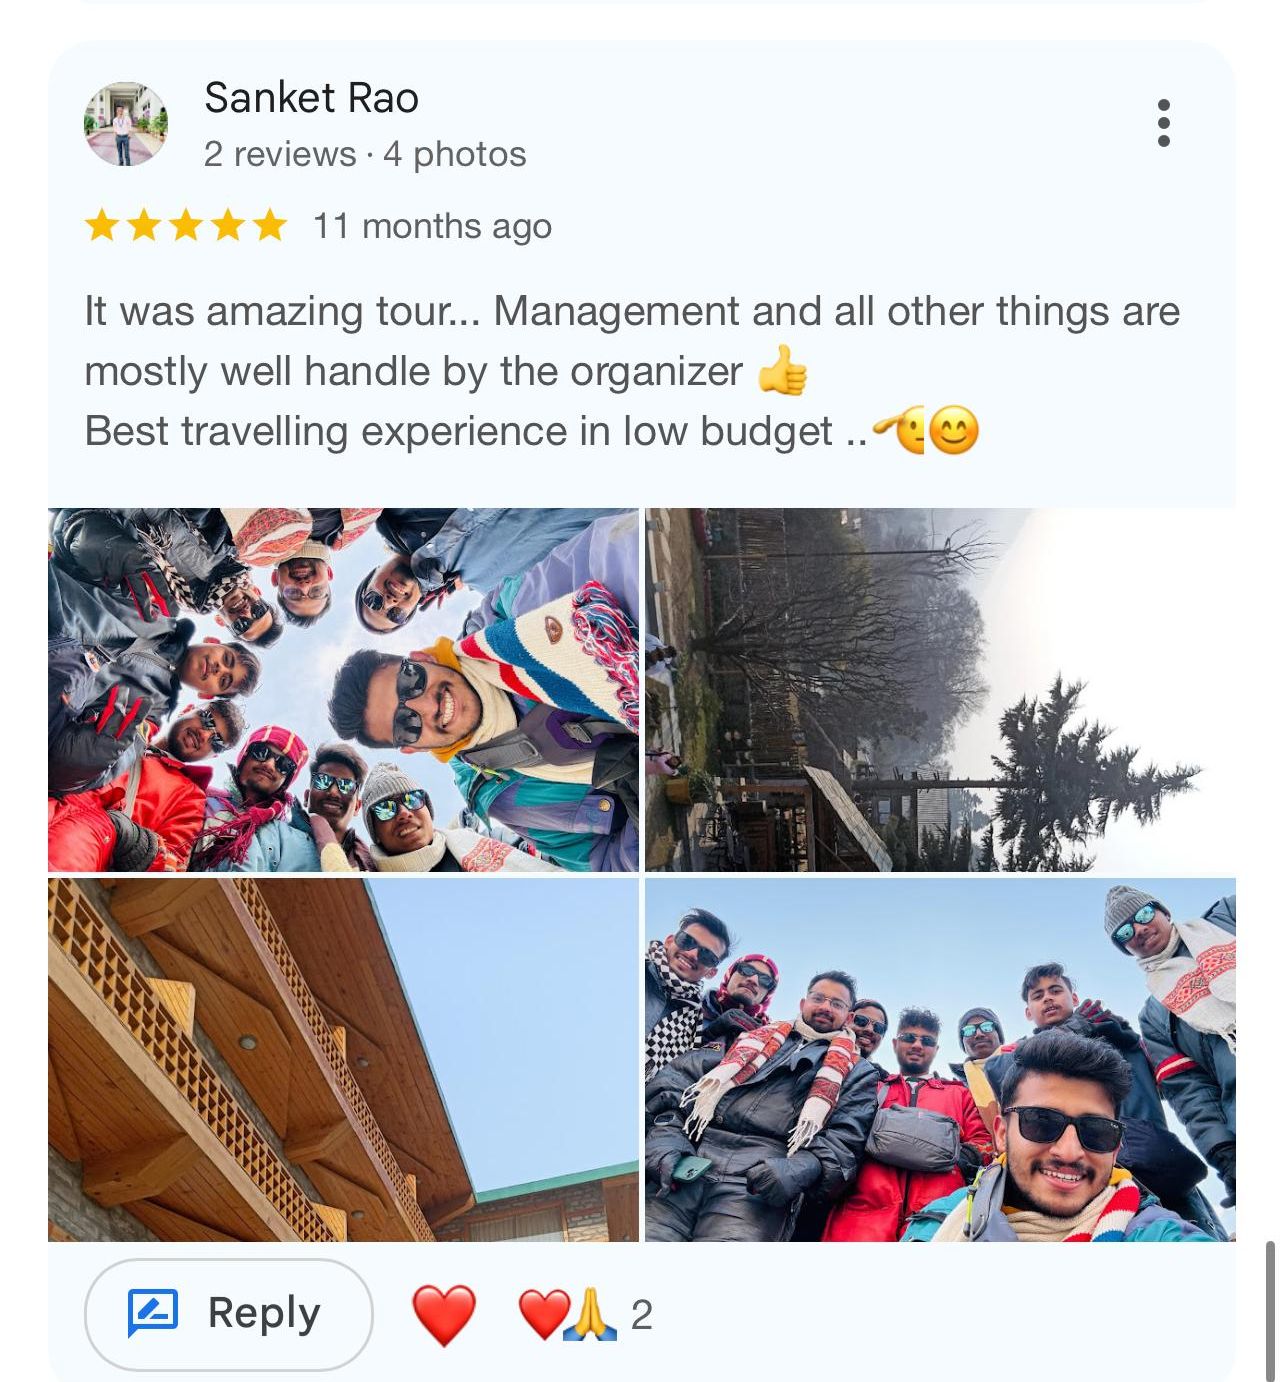 Sanket Rao
2 reviews · 4 photos
11 months ago
It was amazing tour... Management and all other things are
mostly well handle by the organizer 👍
Best travelling experience in low budget ..🫡😊
Reply
2